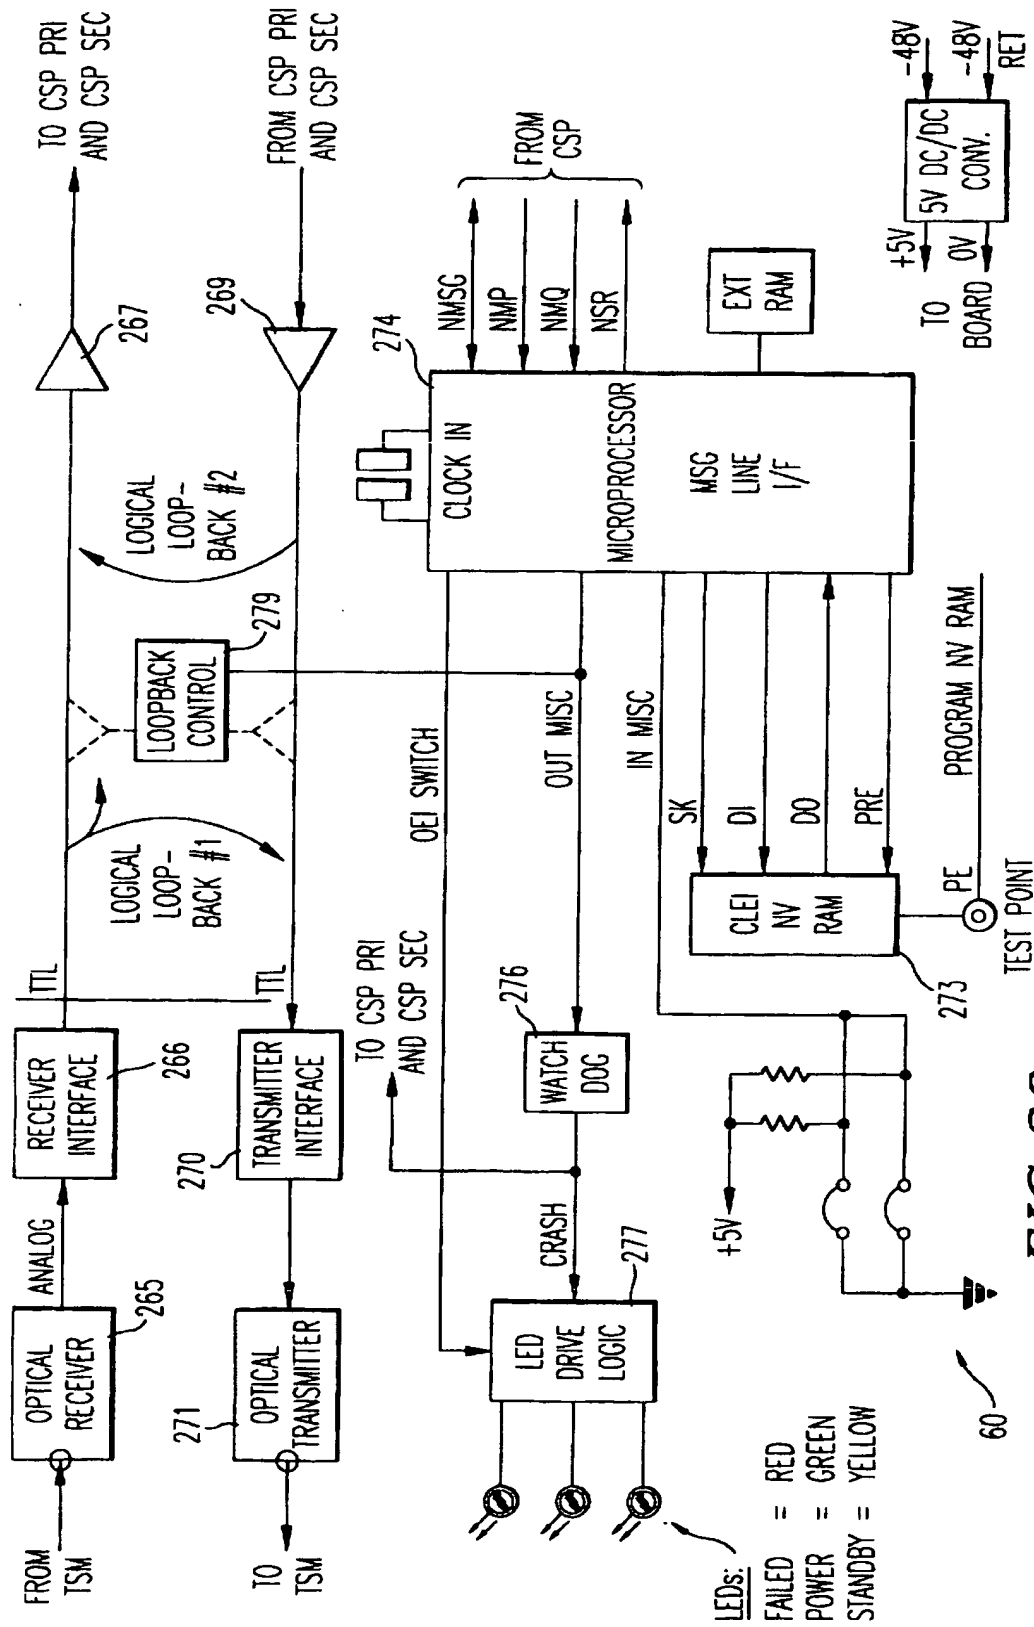 FROM
TSM
OPTICAL
RECEIVER
265
ANALOG
RECEIVER
INTERFACE
266
TTL
LOGICAL
LOOP-
BACK #1
LOOPBACK
CONTROL
279
LOGICAL
LOOP-
BACK #2
267
TO CSP PRI
AND CSP SEC
TO
TSM
271
OPTICAL
TRANSMITTER
270
TRANSMITTER
INTERFACE
TTL
269
FROM CSP PRI
AND CSP SEC
TO CSP PRI
AND CSP SEC
OEI SWITCH
274
CLOCK IN
MICROPROCESSOR
MSG
LINE
I/F
NMSG
NMP
NMQ
NSR
FROM
CSP
EXT
RAM
LED
DRIVE
LOGIC
277
CRASH
WATCH
DOG
276
OUT MISC
IN MISC
SK
DI
DO
PRE
CLEI
NV
RAM
273
PE
PROGRAM NV RAM
TEST POINT
+5V
LEDs:
FAILED = RED
POWER = GREEN
STANDBY = YELLOW
60
TO
BOARD
+5V
0V
5V DC/DC
CONV.
-48V
-48V
RET